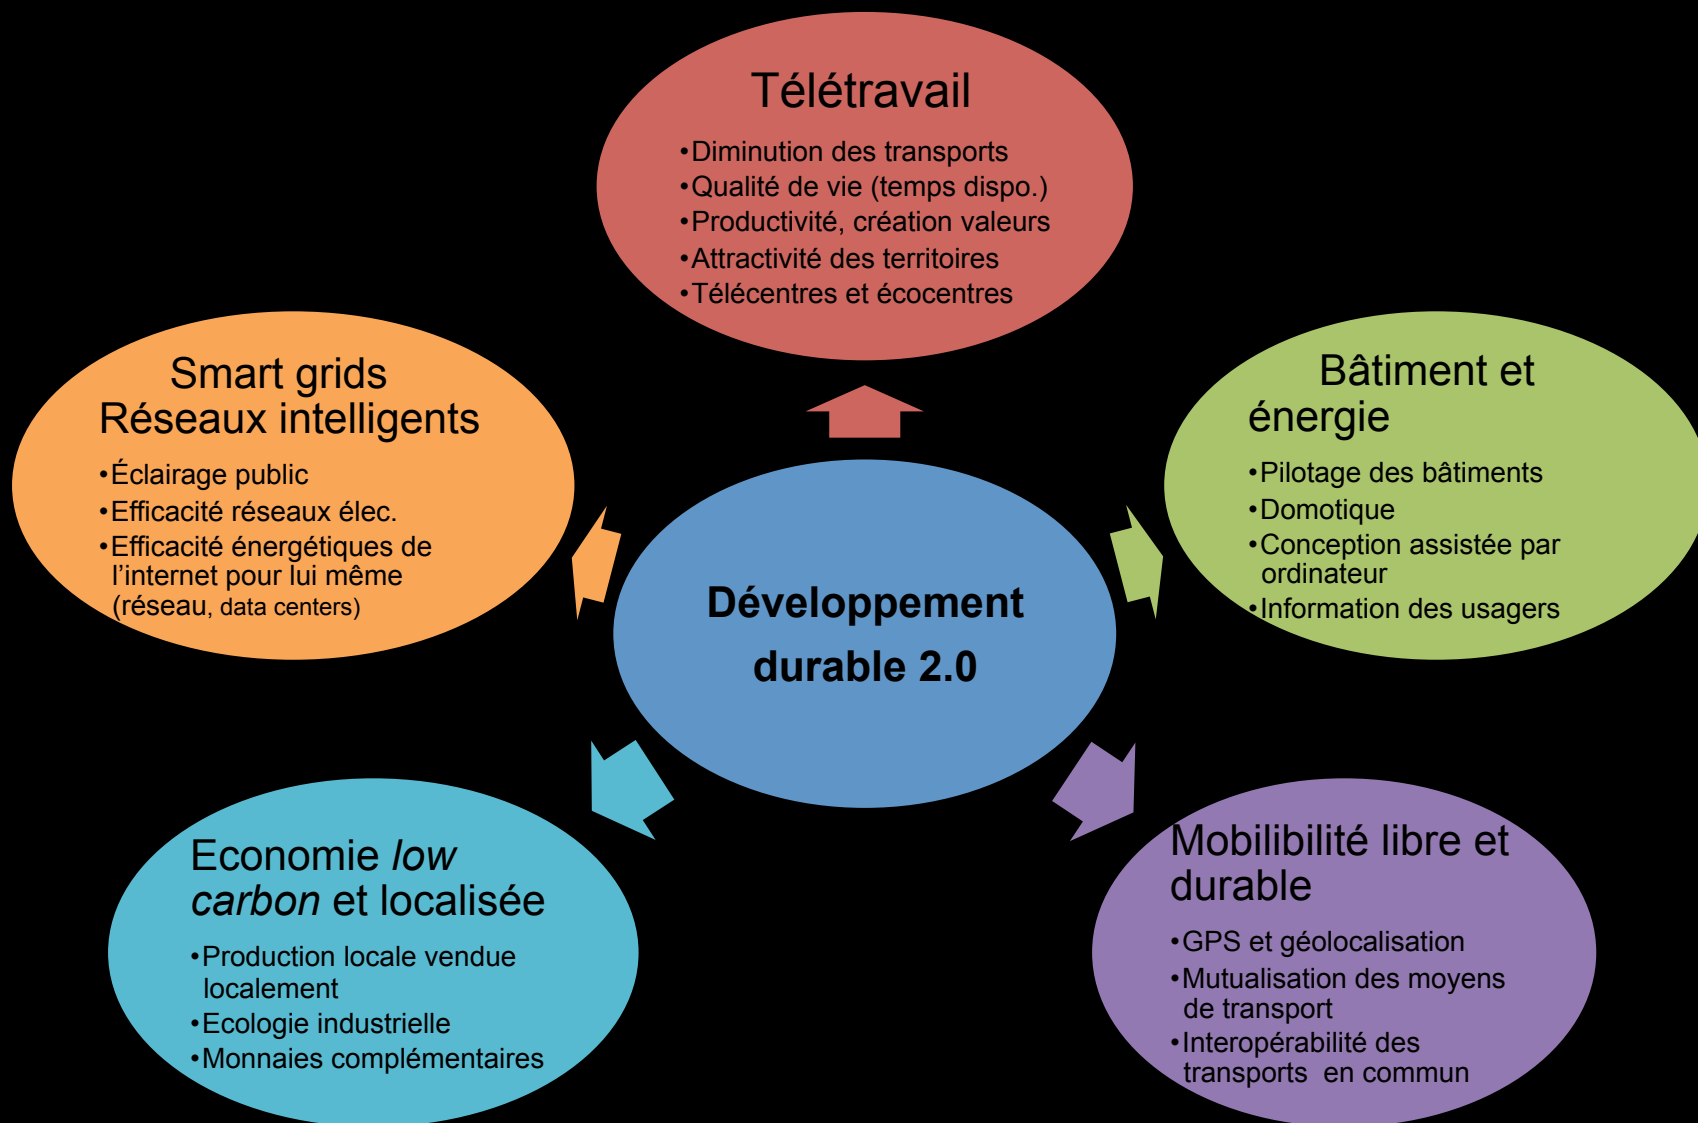 Télétravail
•Diminution des transports
•Qualité de vie (temps dispo.)
•Productivité, création valeurs
•Attractivité des territoires
•Télécentres et écocentres
Smart grids
Réseaux intelligents
•Éclairage public
•Efficacité réseaux élec.
•Efficacité énergétiques de
l’internet pour lui même
(réseau, data centers)
Bâtiment et
énergie
•Pilotage des bâtiments
•Domotique
•Conception assistée par
ordinateur
•Information des usagers
Développement
durable 2.0
Economie low
carbon et localisée
•Production locale vendue
localement
•Ecologie industrielle
•Monnaies complémentaires
Mobilibilité libre et
durable
•GPS et géolocalisation
•Mutualisation des moyens
de transport
•Interopérabilité des
transports  en commun